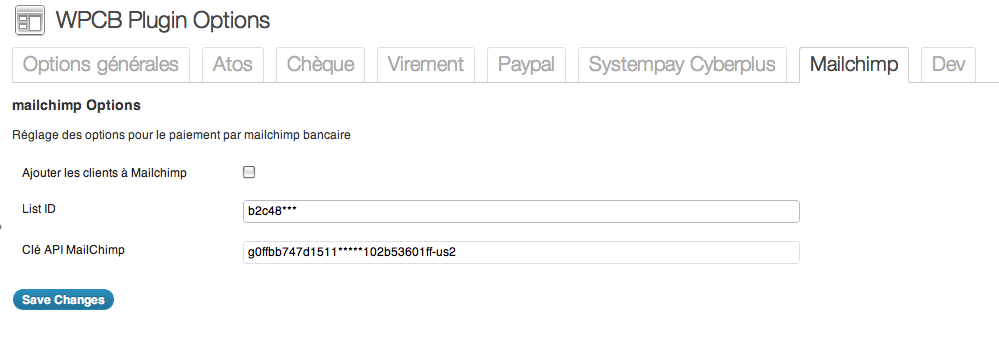 WPCB Plugin Options
Options générales Atos Chèque Virement Paypal Systempay Cyberplus Mailchimp Dev
mailchimp Options
Réglage des options pour le paiement par mailchimp bancaire
Ajouter les clients à Mailchimp
List ID b2c48***
Clé API MailChimp g0ffbb747d1511*****102b53601ff-us2
Save Changes